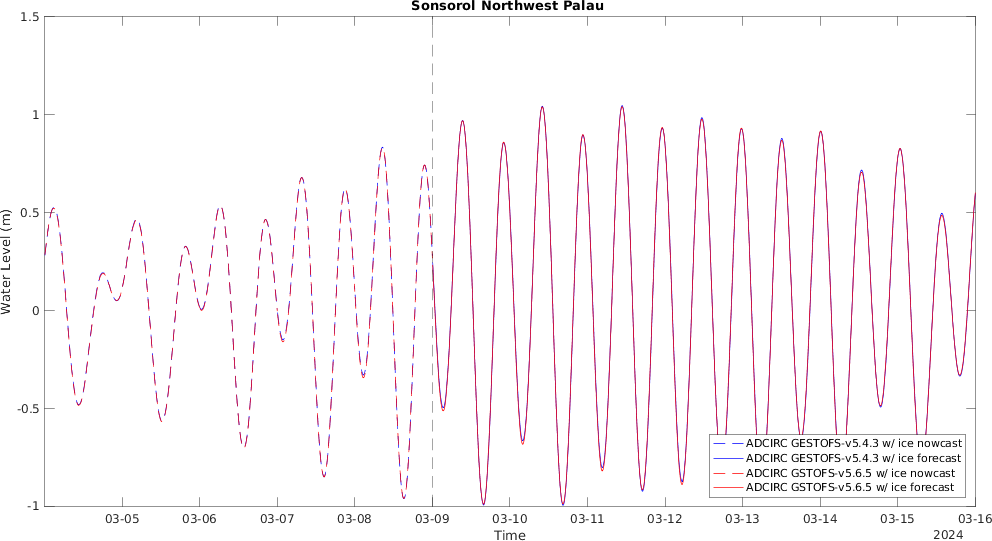 Sonsorol Northwest Palau
1.5
1
0.5
0
-0.5
-1
Water Level (m)
ADCIRC GESTOFS-v5.4.3 w/ ice nowcast
ADCIRC GESTOFS-v5.4.3 w/ ice forecast
ADCIRC GSTOFS-v5.6.5 w/ ice nowcast
ADCIRC GSTOFS-v5.6.5 w/ ice forecast
03-05 03-06 03-07 03-08 03-09 03-10 03-11 03-12 03-13 03-14 03-15 03-16
Time
2024